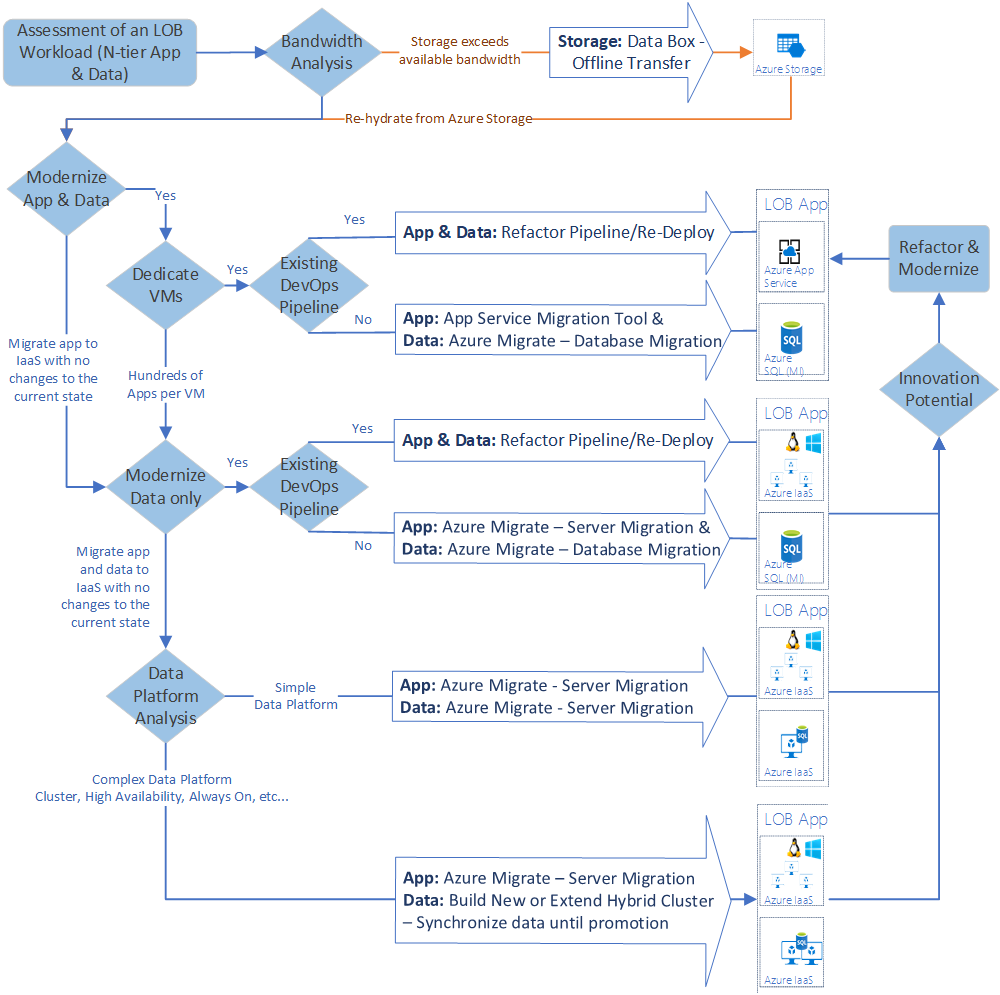 Assessment of an LOB
Workload (N-tier App
& Data)
Bandwidth
Analysis
Storage exceeds
available bandwidth
Storage: Data Box -
Offline Transfer
Azure Storage
Re-hydrate from Azure Storage
Modernize
App & Data
Yes
Dedicate
VMs
Yes
Existing
DevOps
Pipeline
Yes
App & Data: Refactor Pipeline/Re-Deploy
No
App: App Service Migration Tool &
Data: Azure Migrate – Database Migration
LOB App
Azure App
Service
Azure
SQL (MI)
Refactor &
Modernize
Innovation
Potential
Migrate app to
IaaS with no
changes to the
current state
Hundreds of
Apps per VM
Modernize
Data only
Yes
Existing
DevOps
Pipeline
Yes
App & Data: Refactor Pipeline/Re-Deploy
No
App: Azure Migrate – Server Migration &
Data: Azure Migrate – Database Migration
LOB App
Azure IaaS
SQL
Azure
SQL (MI)
Migrate app
and data to
IaaS with no
changes to the
current state
Data
Platform
Analysis
Simple
Data Platform
App: Azure Migrate - Server Migration
Data: Azure Migrate - Server Migration
LOB App
Azure IaaS
SQL
Azure IaaS
Complex Data Platform
Cluster, High Availability, Always On, etc...
App: Azure Migrate – Server Migration
Data: Build New or Extend Hybrid Cluster
– Synchronize data until promotion
LOB App
Azure IaaS
SQL
Azure IaaS
SQL